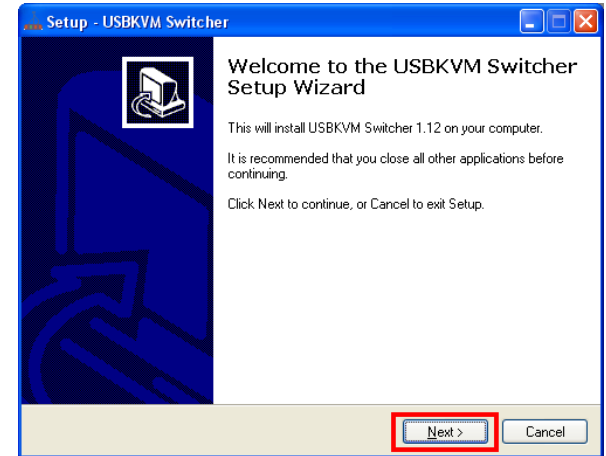 Setup - USBKVM Switcher
Welcome to the USBKVM Switcher
Setup Wizard
This will install USBKVM Switcher 1.12 on your computer.
It is recommended that you close all other applications before
continuing.
Click Next to continue, or Cancel to exit Setup.
Next > Cancel